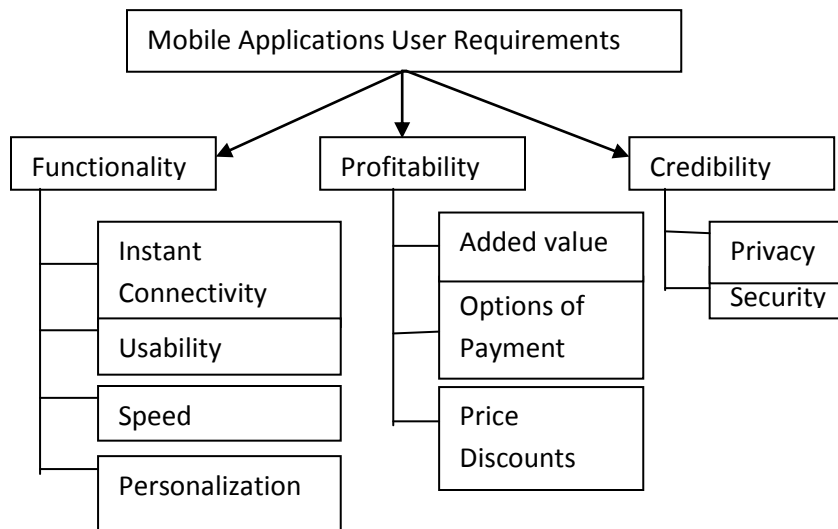 Mobile Applications User Requirements
Functionality
Profitability
Credibility
Instant
Connectivity
Usability
Speed
Personalization
Added value
Options of
Payment
Price
Discounts
Privacy
Security